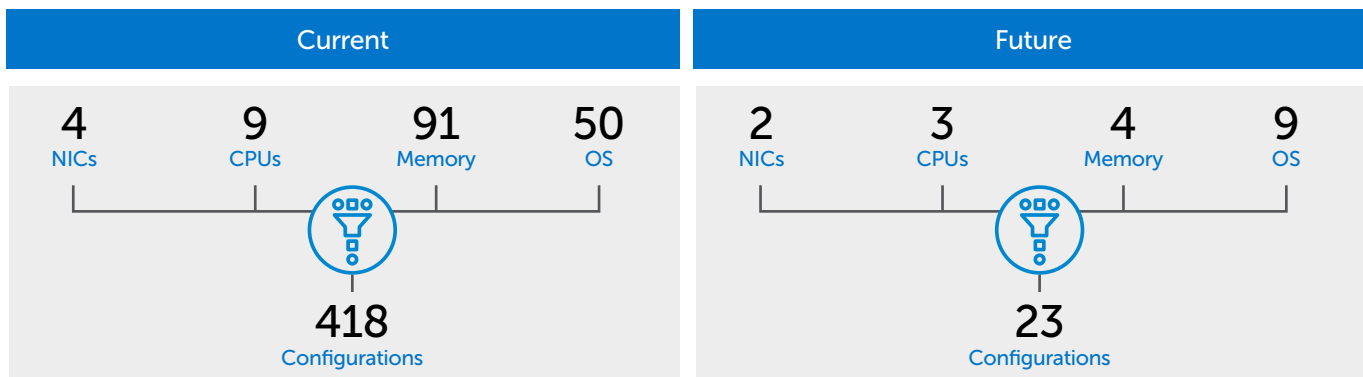 Current
4 9 91 50
NICs CPUs Memory OS
418
Configurations
Future
2 3 4 9
NICs CPUs Memory OS
23
Configurations